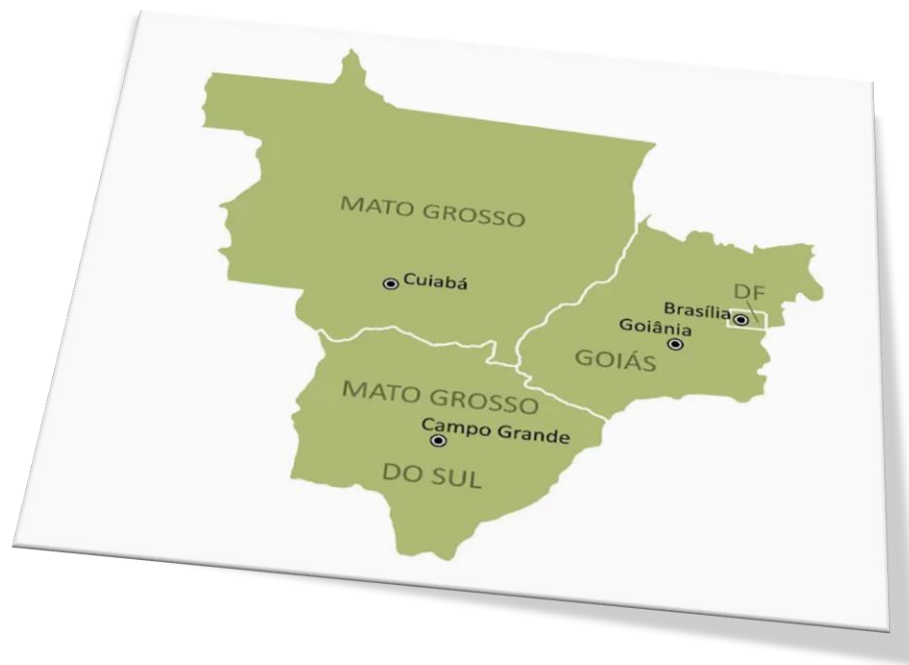 MATO GROSSO
Cuiabá
DF
Brasília
Goiânia
GOIÁS
MATO GROSSO
Campo Grande
DO SUL